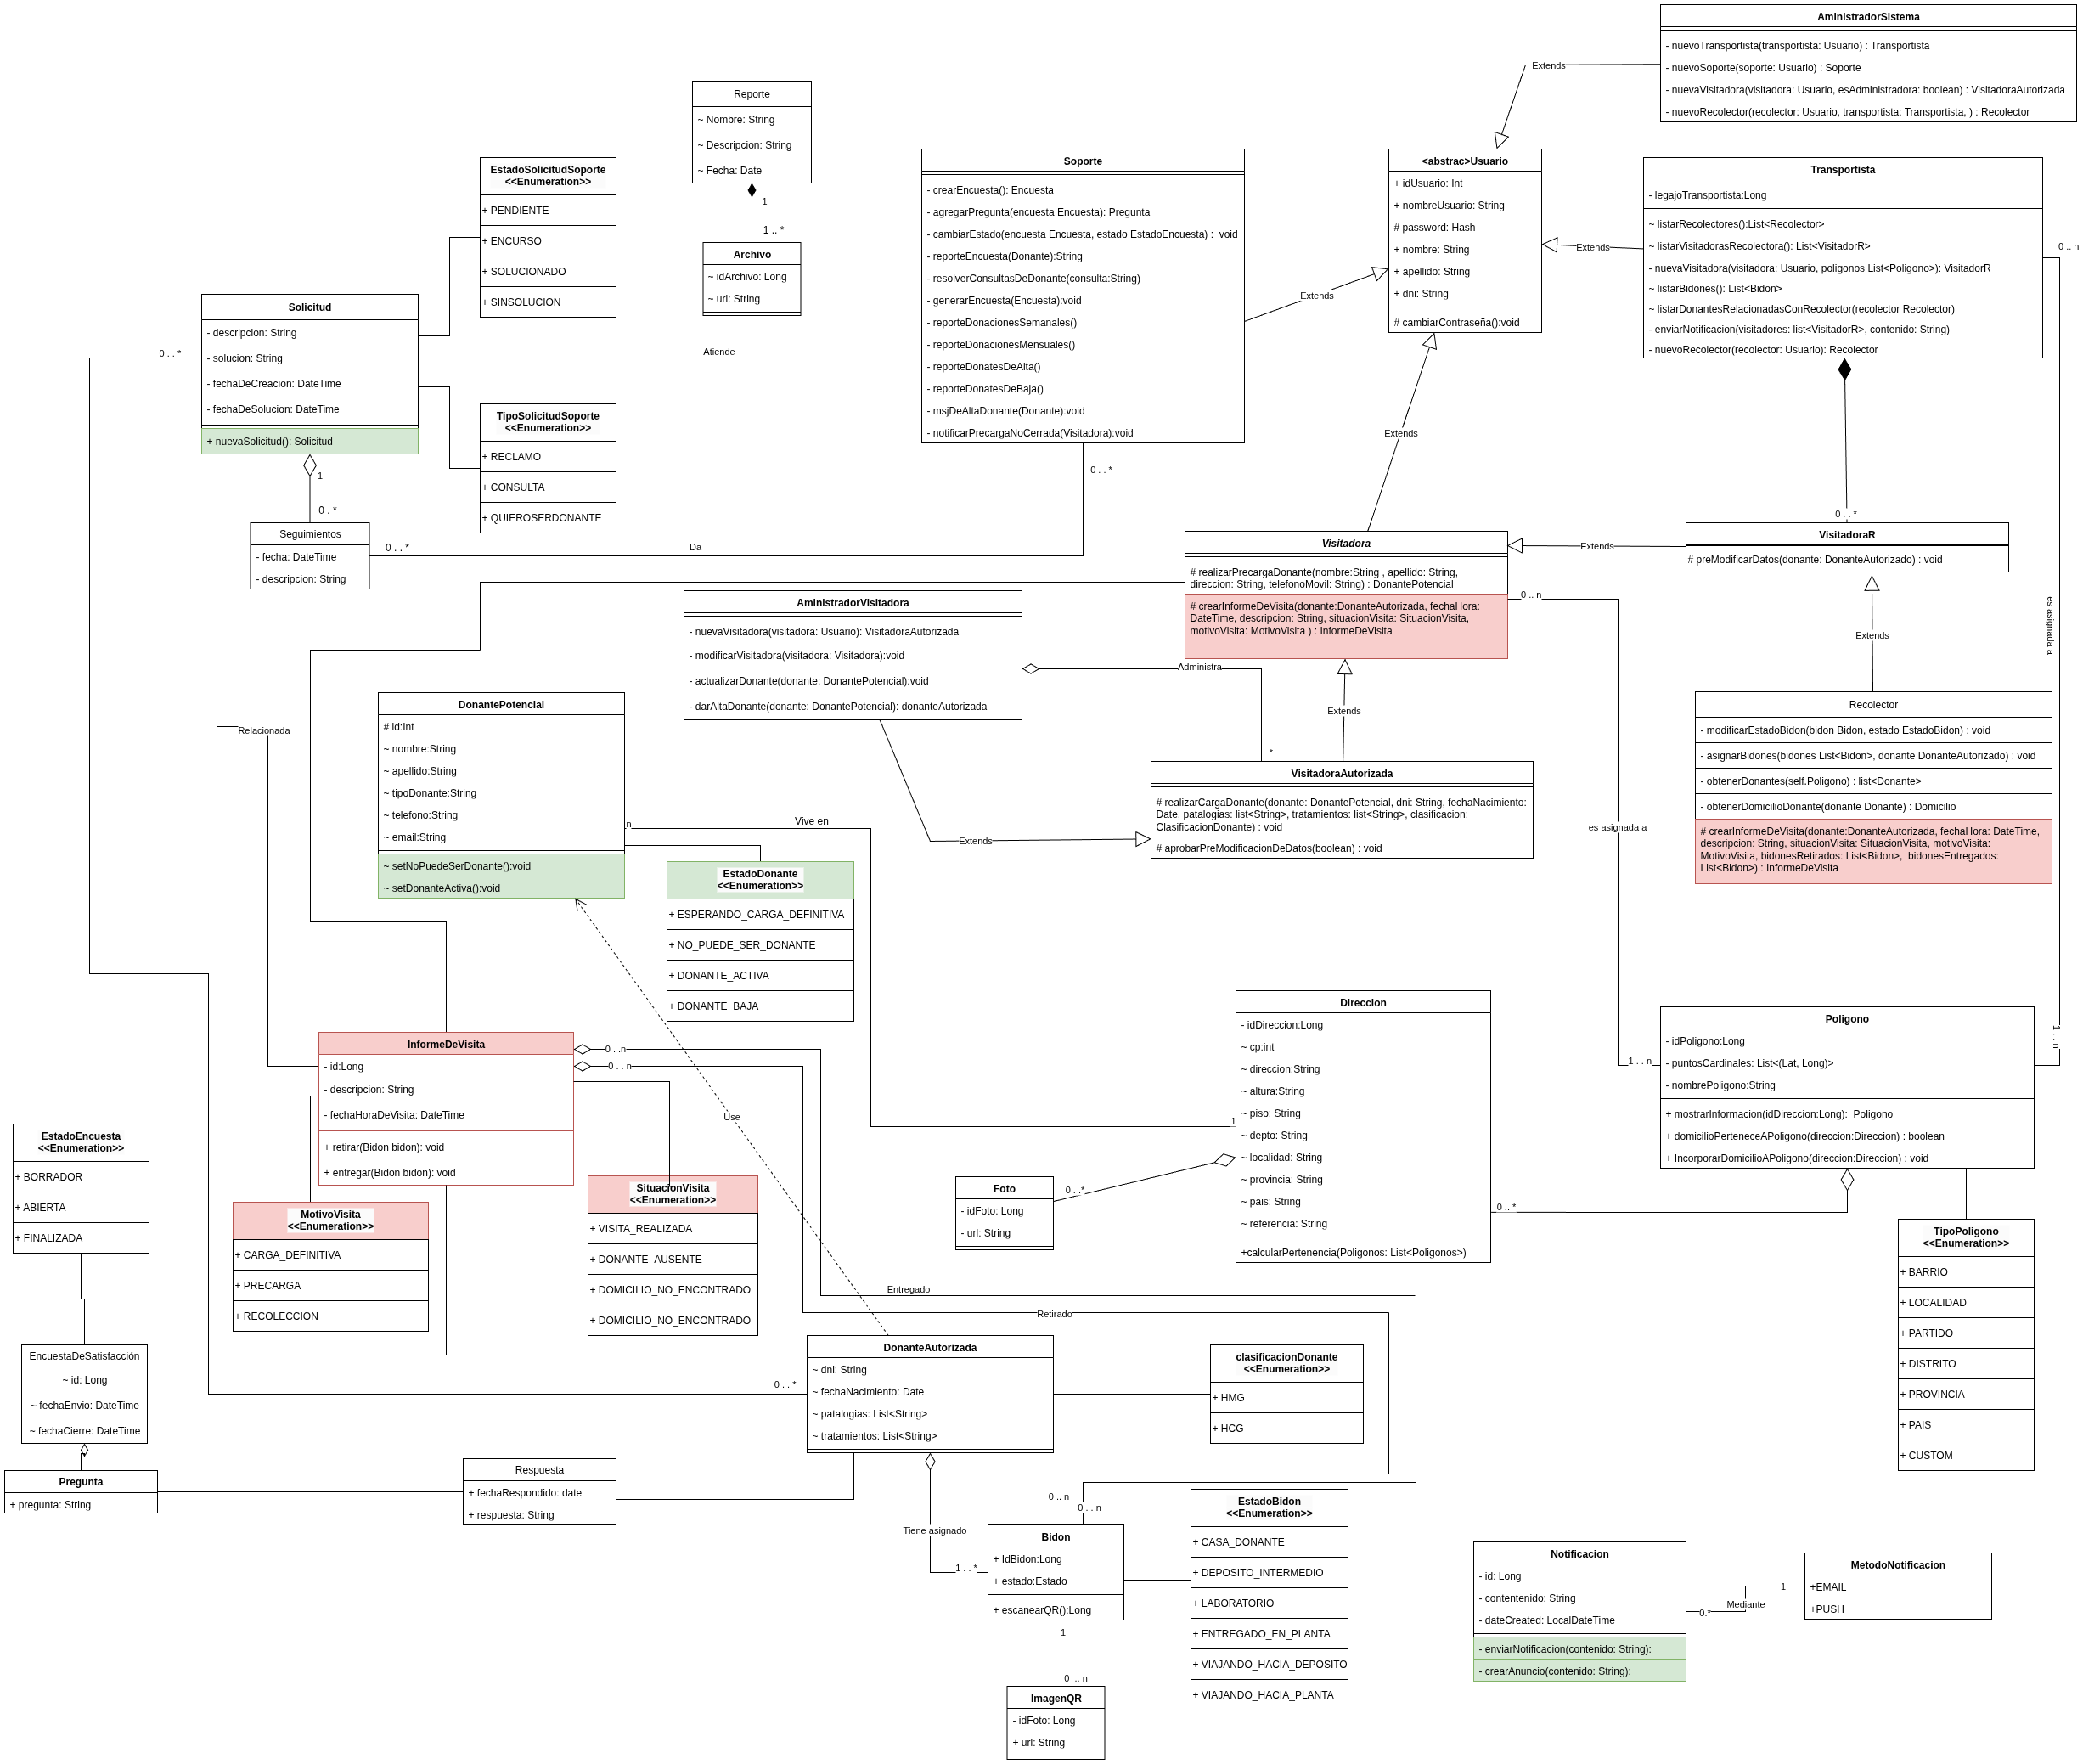 AministradorSistema
- nuevoTransportista(transportista: Usuario) : Transportista
- nuevoSoporte(soporte: Usuario) : Soporte
- nuevaVisitadora(visitadora: Usuario, esAdministradora: boolean) : VisitadoraAutorizada
- nuevoRecolector(recolector: Usuario, transportista: Transportista, ) : Recolector
Extends
Reporte
~ Nombre: String
~ Descripcion: String
~ Fecha: Date
1
1 .. *
Archivo
~ idArchivo: Long
~ url: String
EstadoSolicitudSoporte
<<Enumeration>>
+ PENDIENTE
+ ENCURSO
+ SOLUCIONADO
+ SINSOLUCION
Soporte
- crearEncuesta(): Encuesta
- agregarPregunta(encuesta Encuesta): Pregunta
- cambiarEstado(encuesta Encuesta, estado EstadoEncuesta) :  void
- reporteEncuesta(Donante):String
- resolverConsultasDeDonante(consulta:String)
- generarEncuesta(Encuesta):void
- reporteDonacionesSemanales()
- reporteDonacionesMensuales()
- reporteDonatesDeAlta()
- reporteDonatesDeBaja()
- msjDeAltaDonante(Donante):void
- notificarPrecargaNoCerrada(Visitadora):void
Extends
<abstrac>Usuario
+ idUsuario: Int
+ nombreUsuario: String
# password: Hash
+ nombre: String
+ apellido: String
+ dni: String
# cambiarContraseña():void
Extends
Transportista
- legajoTransportista:Long
~ listarRecolectores():List<Recolector>
~ listarVisitadorasRecolectora(): List<VisitadorR>
- nuevaVisitadora(visitadora: Usuario, poligonos List<Poligono>): VisitadorR
~ listarBidones(): List<Bidon>
~ listarDonantesRelacionadasConRecolector(recolector Recolector)
- enviarNotificacion(visitadores: list<VisitadorR>, contenido: String)
- nuevoRecolector(recolector: Usuario): Recolector
0 .. n
Solicitud
- descripcion: String
- solucion: String
- fechaDeCreacion: DateTime
- fechaDeSolucion: DateTime
+ nuevaSolicitud(): Solicitud
0 . . *
Atiende
TipoSolicitudSoporte
<<Enumeration>>
+ RECLAMO
+ CONSULTA
+ QUIEROSERDONANTE
1
0 . *
Seguimientos
- fecha: DateTime
- descripcion: String
0 . . *
Da
0 . . *
Extends
0 . . *
Visitadora
# realizarPrecargaDonante(nombre:String , apellido: String,
direccion: String, telefonoMovil: String) : DonantePotencial
# crearInformeDeVisita(donante:DonanteAutorizada, fechaHora:
DateTime, descripcion: String, situacionVisita: SituacionVisita,
motivoVisita: MotivoVisita ) : InformeDeVisita
Extends
VisitadoraR
# preModificarDatos(donante: DonanteAutorizado) : void
0 .. n
es asignada a
Extends
AministradorVisitadora
- nuevaVisitadora(visitadora: Usuario): VisitadoraAutorizada
- modificarVisitadora(visitadora: Visitadora):void
- actualizarDonante(donante: DonantePotencial):void
- darAltaDonante(donante: DonantePotencial): donanteAutorizada
Administra
*
Extends
Extends
VisitadoraAutorizada
# realizarCargaDonante(donante: DonantePotencial, dni: String, fechaNacimiento:
Date, patalogias: list<String>, tratamientos: list<String>, clasificacion:
ClasificacionDonante) : void
# aprobarPreModificacionDeDatos(boolean) : void
Recolector
- modificarEstadoBidon(bidon Bidon, estado EstadoBidon) : void
- asignarBidones(bidones List<Bidon>, donante DonanteAutorizado) : void
- obtenerDonantes(self.Poligono) : list<Donante>
- obtenerDomicilioDonante(donante Donante) : Domicilio
# crearInformeDeVisita(donante:DonanteAutorizada, fechaHora: DateTime,
descripcion: String, situacionVisita: SituacionVisita, motivoVisita:
MotivoVisita, bidonesRetirados: List<Bidon>,  bidonesEntregados:
List<Bidon>) : InformeDeVisita
es asignada a
Relacionada
DonantePotencial
# id:Int
~ nombre:String
~ apellido:String
~ tipoDonante:String
~ telefono:String
~ email:String
~ setNoPuedeSerDonante():void
~ setDonanteActiva():void
n
Vive en
EstadoDonante
<<Enumeration>>
+ ESPERANDO_CARGA_DEFINITIVA
+ NO_PUEDE_SER_DONANTE
+ DONANTE_ACTIVA
+ DONANTE_BAJA
Direccion
- idDireccion:Long
~ cp:int
~ direccion:String
~ altura:String
~ piso: String
~ depto: String
~ localidad: String
~ provincia: String
~ pais: String
~ referencia: String
+calcularPertenencia(Poligonos: List<Poligonos>)
1
0 .. *
Poligono
- idPoligono:Long
- puntosCardinales: List<(Lat, Long)>
- nombrePoligono:String
+ mostrarInformacion(idDireccion:Long):  Poligono
+ domicilioPerteneceAPoligono(direccion:Direccion) : boolean
+ IncorporarDomicilioAPoligono(direccion:Direccion) : void
1 . . n
1 . . n
InformeDeVisita
- id:Long
- descripcion: String
- fechaHoraDeVisita: DateTime
+ retirar(Bidon bidon): void
+ entregar(Bidon bidon): void
0 . .n
0 . . n
Use
EstadoEncuesta
<<Enumeration>>
+ BORRADOR
+ ABIERTA
+ FINALIZADA
MotivoVisita
<<Enumeration>>
+ CARGA_DEFINITIVA
+ PRECARGA
+ RECOLECCION
SituacionVisita
<<Enumeration>>
+ VISITA_REALIZADA
+ DONANTE_AUSENTE
+ DOMICILIO_NO_ENCONTRADO
+ DOMICILIO_NO_ENCONTRADO
Foto
- idFoto: Long
- url: String
0 . .*
TipoPoligono
<<Enumeration>>
+ BARRIO
+ LOCALIDAD
+ PARTIDO
+ DISTRITO
+ PROVINCIA
+ PAIS
+ CUSTOM
Entregado
Retirado
EncuestaDeSatisfacción
~ id: Long
~ fechaEnvio: DateTime
~ fechaCierre: DateTime
DonanteAutorizada
~ dni: String
~ fechaNacimiento: Date
~ patalogias: List<String>
~ tratamientos: List<String>
0 . . *
clasificacionDonante
<<Enumeration>>
+ HMG
+ HCG
Pregunta
+ pregunta: String
Respuesta
+ fechaRespondido: date
+ respuesta: String
Tiene asignado
1 . . *
0 .. n
0 . . n
Bidon
+ IdBidon:Long
+ estado:Estado
+ escanearQR():Long
EstadoBidon
<<Enumeration>>
+ CASA_DONANTE
+ DEPOSITO_INTERMEDIO
+ LABORATORIO
+ ENTREGADO_EN_PLANTA
+ VIAJANDO_HACIA_DEPOSITO
+ VIAJANDO_HACIA_PLANTA
Notificacion
- id: Long
- contentenido: String
- dateCreated: LocalDateTime
- enviarNotificacion(contenido: String):
- crearAnuncio(contenido: String):
0.*
Mediante
1
MetodoNotificacion
+EMAIL
+PUSH
1
0  .. n
ImagenQR
- idFoto: Long
+ url: String